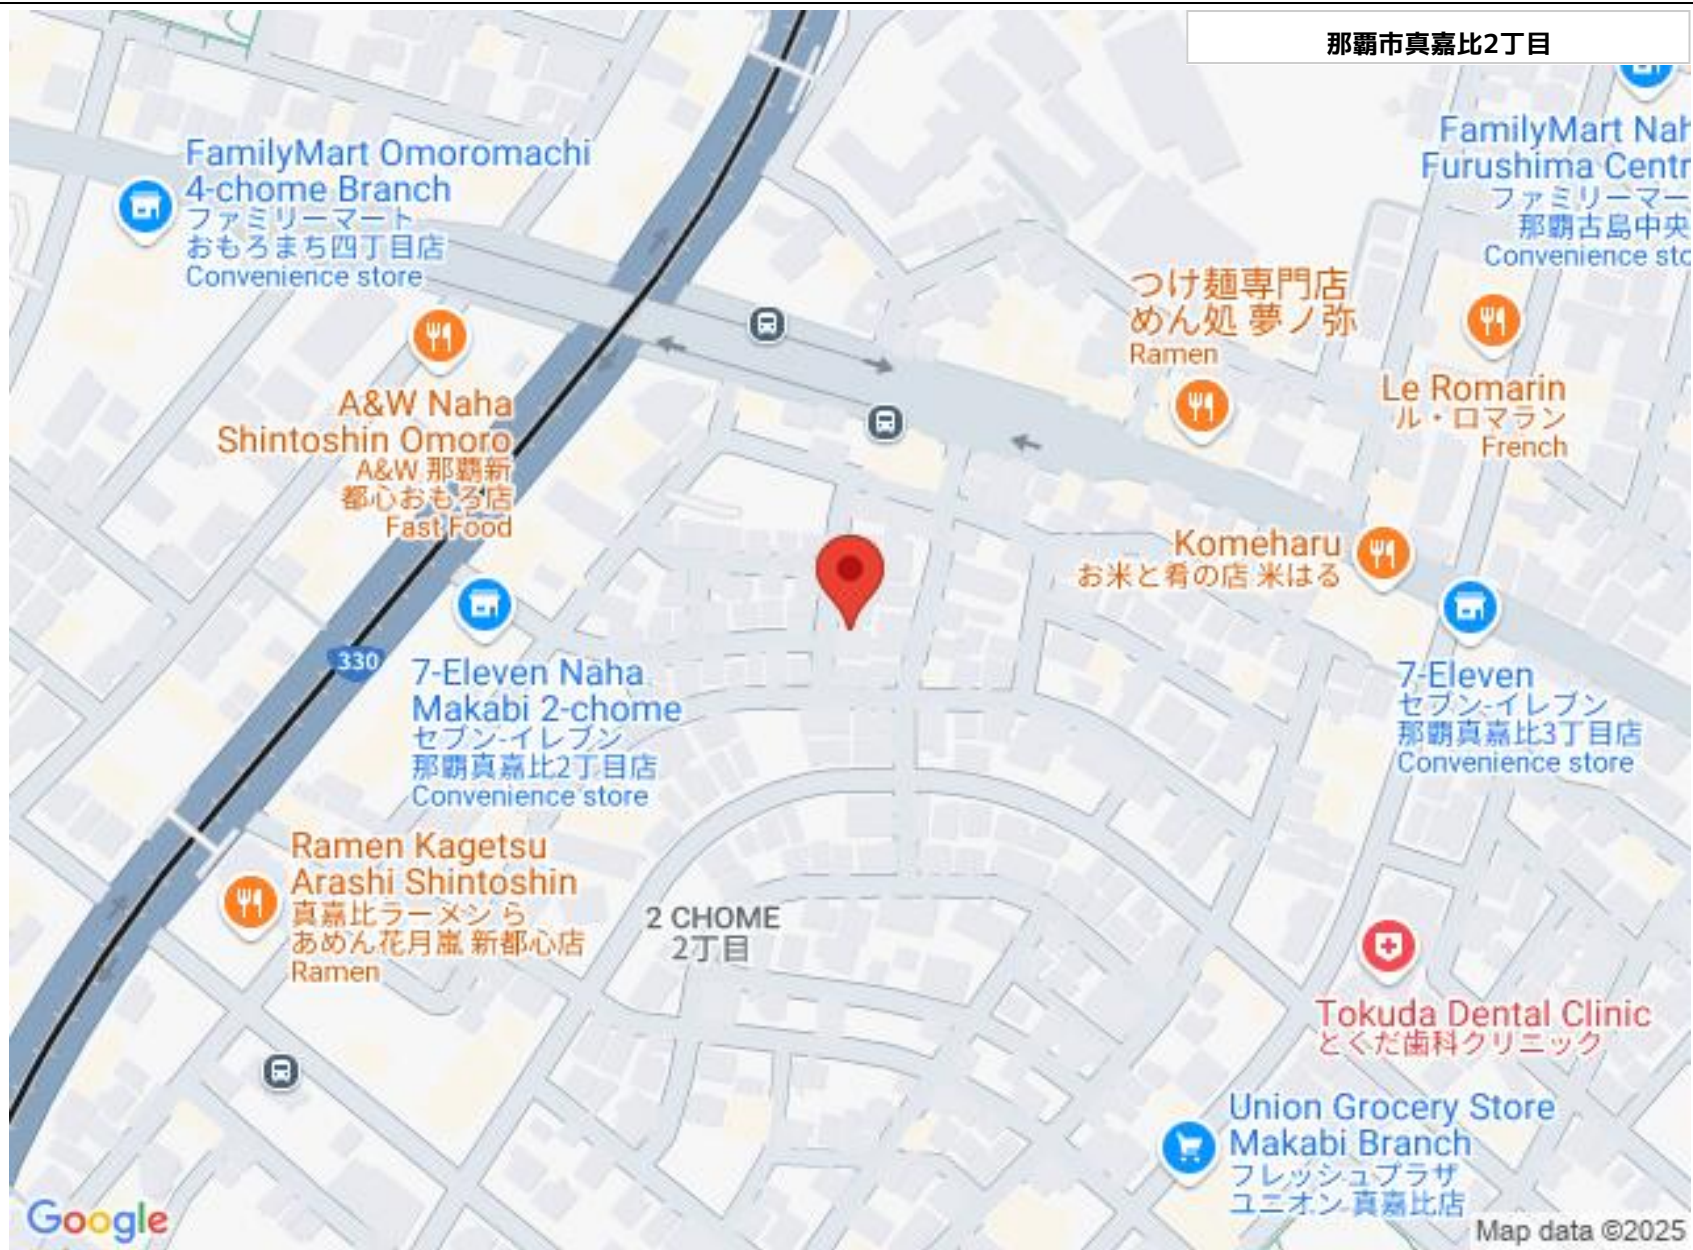 那覇市真嘉比2丁目
FamilyMart Omoromachi
4-chome Branch
ファミリーマート
おもろまち四丁目店
Convenience store
FamilyMart Nah
Furushima Centr
ファミリーマー
那覇古島中央
Convenience sto
つけ麺専門店
めん処 夢ノ弥
Ramen
A&W Naha
Shintoshin Omoro
A&W 那覇新
都心おもろ店
Fast Food
Le Romarin
ル・ロマラン
French
Komeharu
お米と肴の店 米はる
330
7-Eleven Naha
Makabi 2-chome
セブン-イレブン
那覇真嘉比2丁目店
Convenience store
7-Eleven
セブン-イレブン
那覇真嘉比3丁目店
Convenience store
Ramen Kagetsu
Arashi Shintoshin
真嘉比ラーメン ら
あめん花月嵐 新都心店
Ramen
2 CHOME
2丁目
Tokuda Dental Clinic
とくだ歯科クリニック
Union Grocery Store
Makabi Branch
フレッシュプラザ
ユニオン 真嘉比店
Google
Map data ©2025